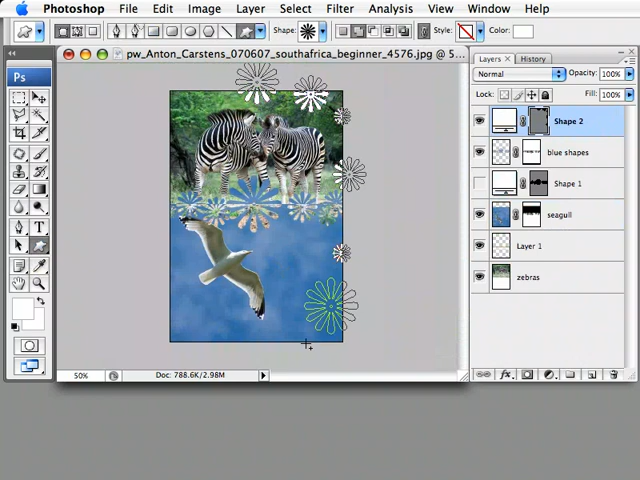 Photoshop File Edit Image Layer Select Filter Analysis View Window Help
Shape: Style: Color:
pw_Anton_Carstens_070607_southafrica_beginner_4576.jpg @ 5...
Ps
T
50% Doc: 788.6K/2.98M
Layers × History
Normal Opacity: 100%
Lock: Fill: 100%
Shape 2
blue shapes
Shape 1
seagull
Layer 1
zebras
fx